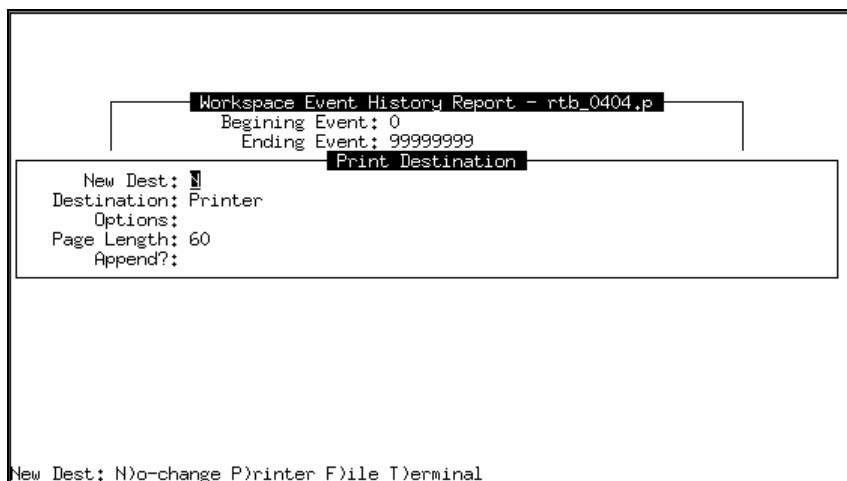 Workspace Event History Report - rtb_0404.p
Begining Event: 0
Ending Event: 99999999
Print Destination
New Dest: N
Destination: Printer
Options:
Page Length: 60
Append?:
New Dest: N)o-change P)rinter F)ile T)erminal